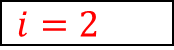 i = 2